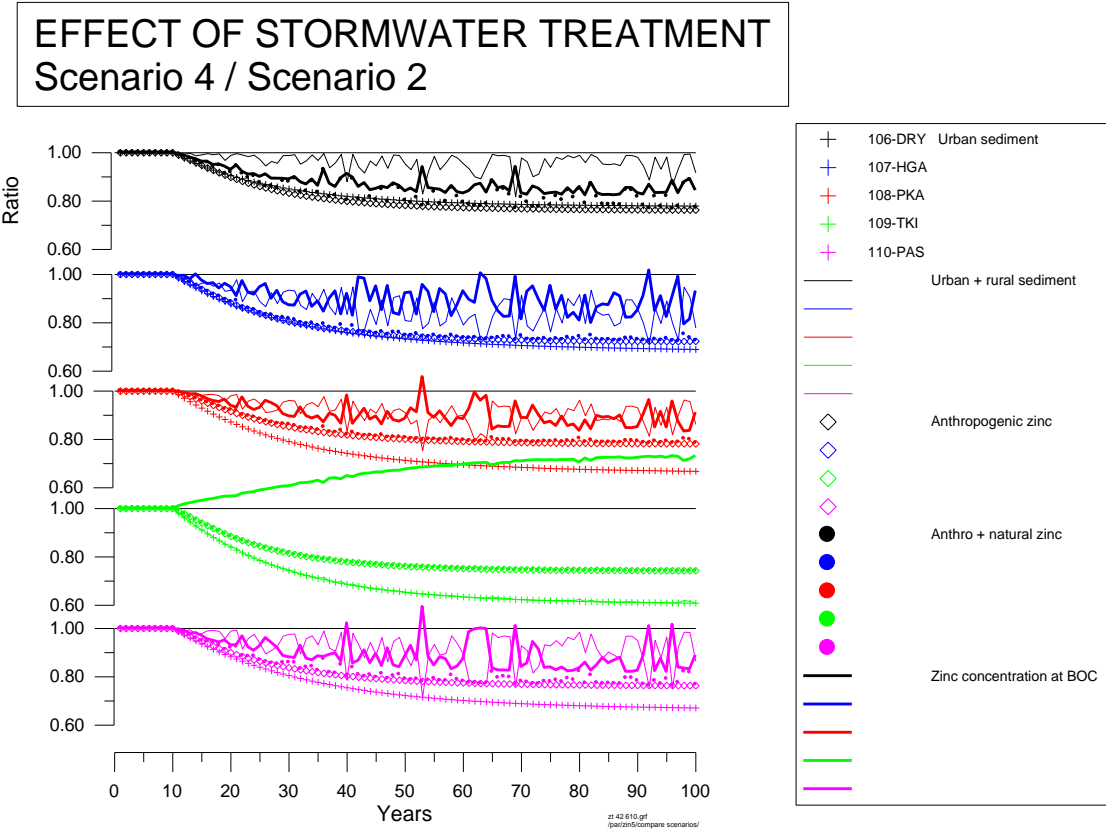 EFFECT OF STORMWATER TREATMENT
Scenario 4 / Scenario 2
Ratio
1.00
0.80
0.60
1.00
0.80
0.60
1.00
0.80
0.60
1.00
0.80
0.60
1.00
0.80
0.60
0 10 20 30 40 50 60 70 80 90 100
Years
zt 42 610.grf
/par/zin5/compare scenarios/
106-DRY Urban sediment
107-HGA
108-PKA
109-TKI
110-PAS
Urban + rural sediment
Anthropogenic zinc
Anthro + natural zinc
Zinc concentration at BOC